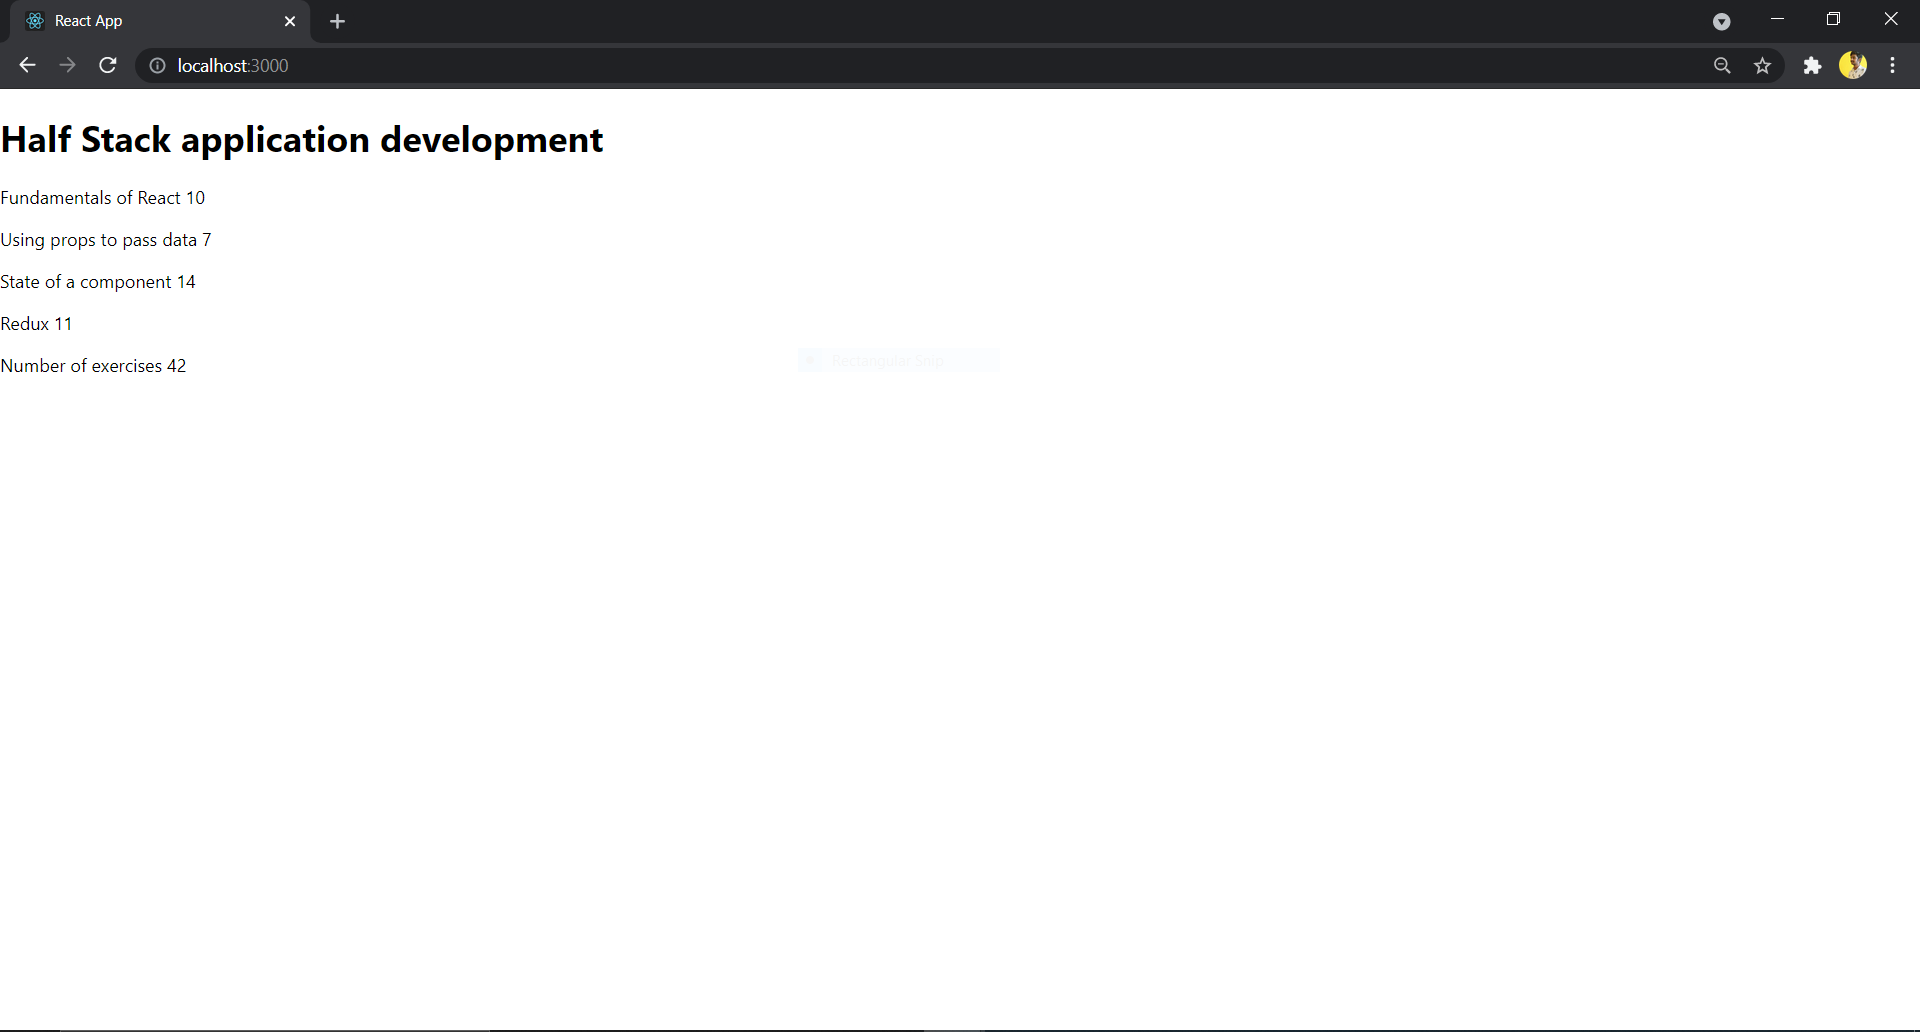 React App
localhost:3000
Half Stack application development
Fundamentals of React 10
Using props to pass data 7
State of a component 14
Redux 11
Number of exercises 42
Rectangular Snip